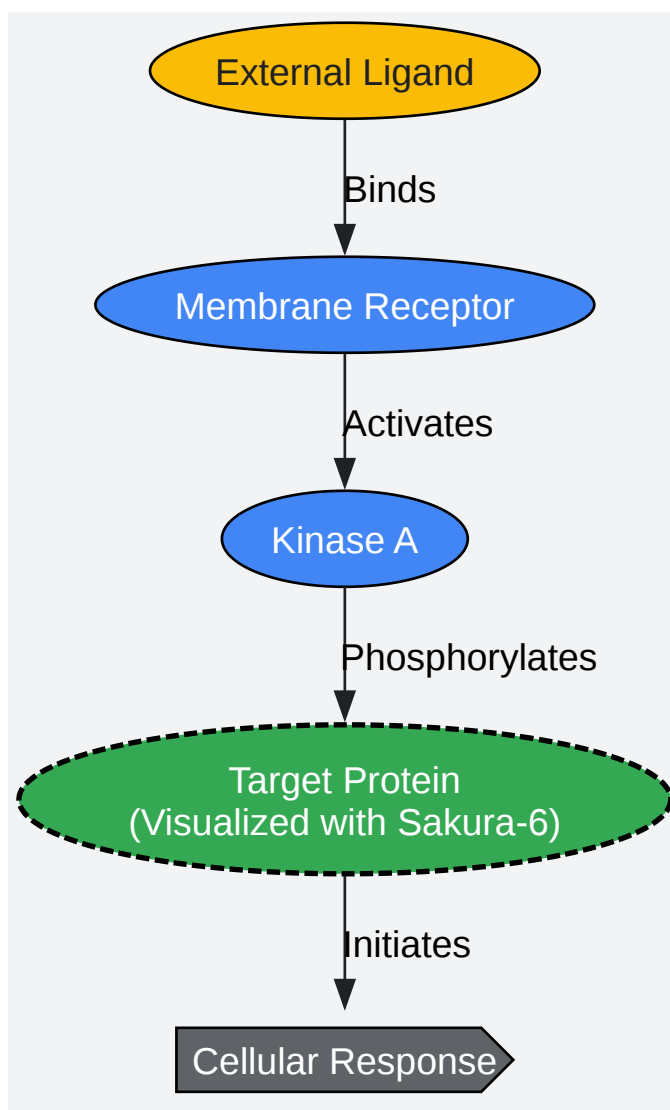 External Ligand
Binds
Membrane Receptor
Activates
Kinase A
Phosphorylates
Target Protein
(Visualized with Sakura-6)
Initiates
Cellular Response